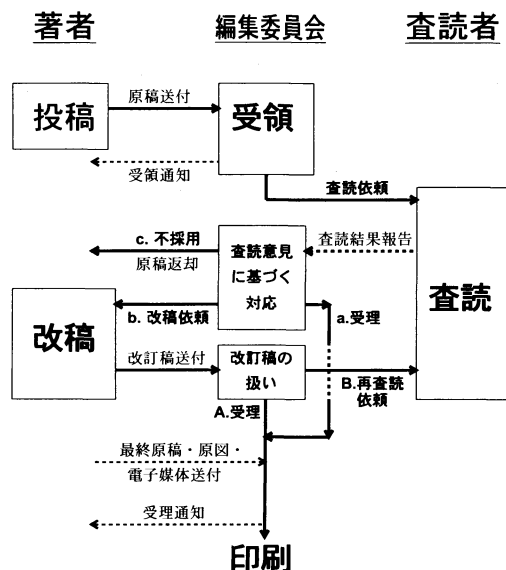 著者
編集委員会
査読者
投稿
原稿送付
受領
受領通知
査読依頼
c. 不採用
原稿返却
査読意見
に基づく
対応
査読結果報告
査読
b. 改稿依頼
a.受理
改稿
改訂稿送付
改訂稿の
扱い
B.再査読
依頼
A.受理
最終原稿・原図・
電子媒体送付
受理通知
印刷